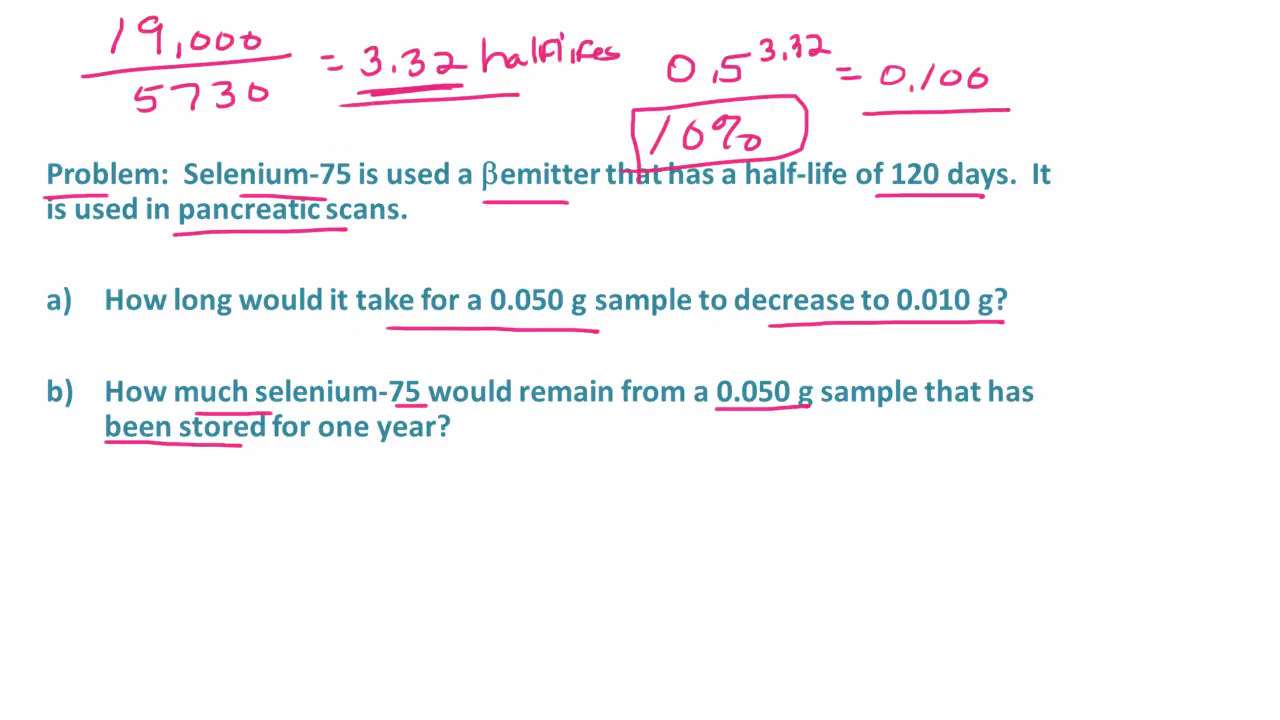 19,000
5730
= 3.32 halflifes
0.5^3.32 = 0.100
10%
Problem: Selenium-75 is used a βemitter that has a half-life of 120 days. It
is used in pancreatic scans.
a) How long would it take for a 0.050 g sample to decrease to 0.010 g?
b) How much selenium-75 would remain from a 0.050 g sample that has
been stored for one year?